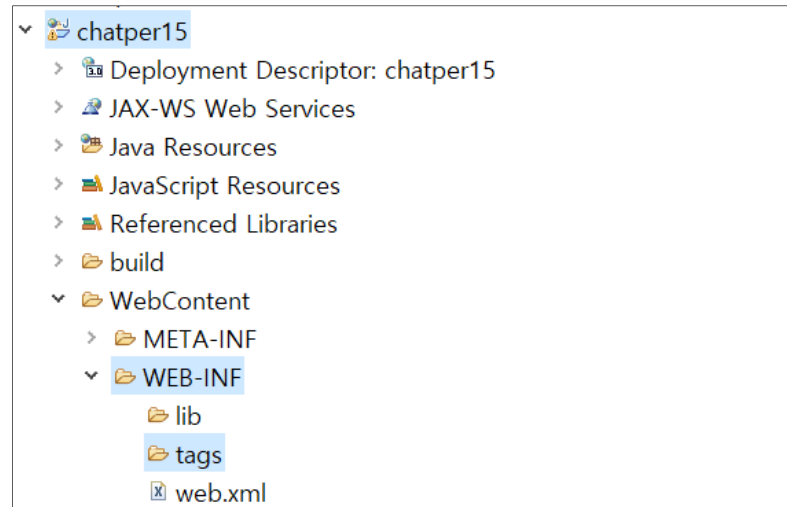 chatper15
Deployment Descriptor: chatper15
JAX-WS Web Services
Java Resources
JavaScript Resources
Referenced Libraries
build
WebContent
META-INF
WEB-INF
lib
tags
web.xml